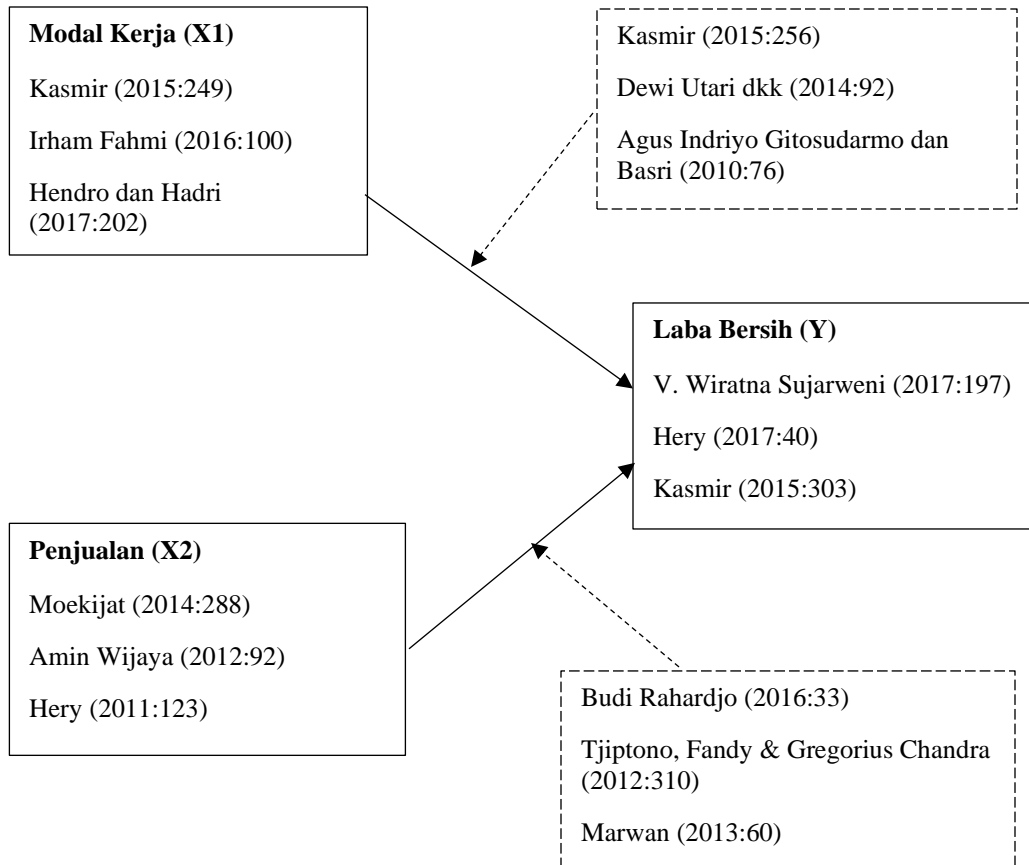 Modal Kerja (X1)
Kasmir (2015:249)
Irham Fahmi (2016:100)
Hendro dan Hadri
(2017:202)
Kasmir (2015:256)
Dewi Utari dkk (2014:92)
Agus Indriyo Gitosudarmo dan
Basri (2010:76)
Laba Bersih (Y)
V. Wiratna Sujarweni (2017:197)
Hery (2017:40)
Kasmir (2015:303)
Penjualan (X2)
Moekijat (2014:288)
Amin Wijaya (2012:92)
Hery (2011:123)
Budi Rahardjo (2016:33)
Tjiptono, Fandy & Gregorius Chandra
(2012:310)
Marwan (2013:60)